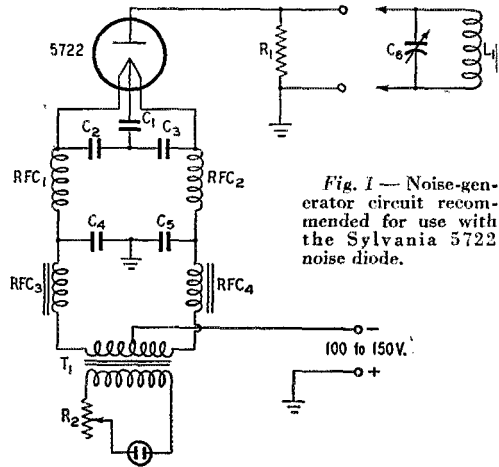 5722
R1
C6
L1
C1
C2
C3
RFC1
RFC2
Fig. 1 — Noise-gen-
erator circuit recom-
mended for use with
the Sylvania 5722
noise diode.
C4
C5
RFC3
RFC4
−
100 to 150V.
+
T1
R2